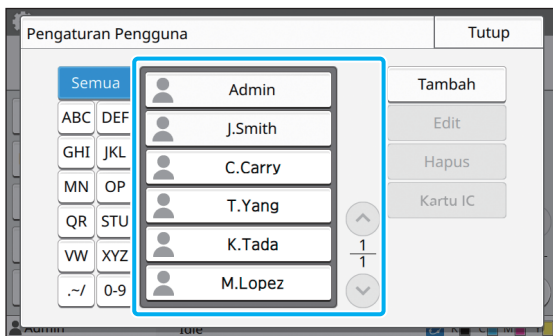 Pengaturan Pengguna
Tutup
Semua
ABC DEF
GHI JKL
MN OP
QR STU
VW XYZ
.~/ 0-9
Admin
J.Smith
C.Carry
T.Yang
K.Tada
M.Lopez
1
1
Tambah
Edit
Hapus
Kartu IC
Admin
Idle
K C M Y